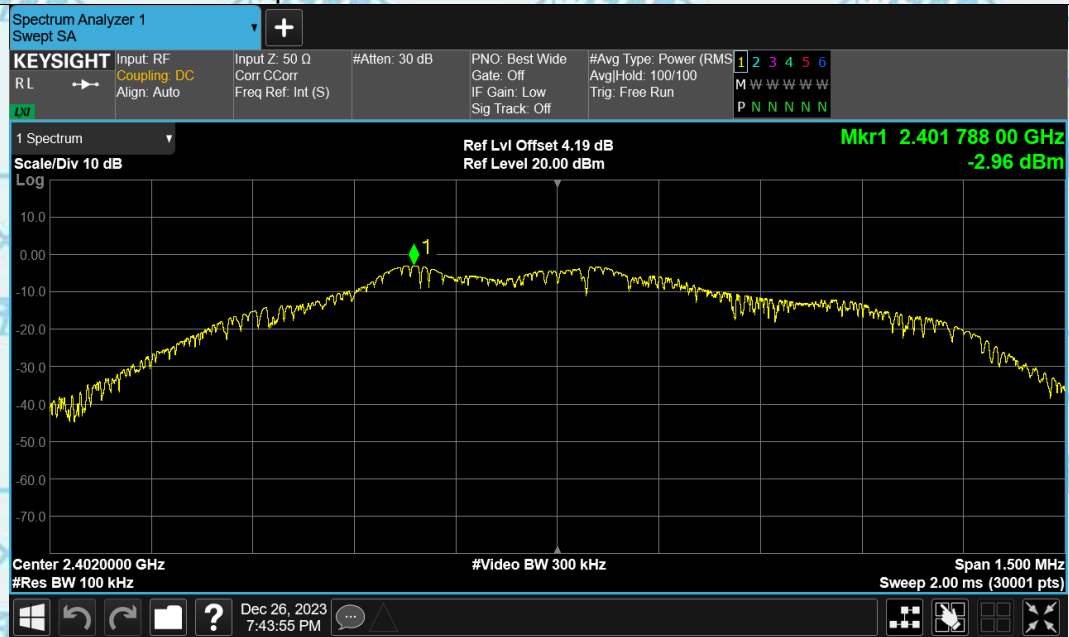 Spectrum Analyzer 1
Swept SA
+
KEYSIGHT
RL
LXI
Input: RF
Coupling: DC
Align: Auto
Input Z: 50 Ω
Corr CCorr
Freq Ref: Int (S)
#Atten: 30 dB
PNO: Best Wide
Gate: Off
IF Gain: Low
Sig Track: Off
#Avg Type: Power (RMS
Avg|Hold: 100/100
Trig: Free Run
1 2 3 4 5 6
M W W W W W
P N N N N N
1 Spectrum
Scale/Div 10 dB
Log
Ref Lvl Offset 4.19 dB
Ref Level 20.00 dBm
Mkr1 2.401 788 00 GHz
-2.96 dBm
10.0
0.00
-10.0
-20.0
-30.0
-40.0
-50.0
-60.0
-70.0
1
Center 2.4020000 GHz
#Res BW 100 kHz
#Video BW 300 kHz
Span 1.500 MHz
Sweep 2.00 ms (30001 pts)
?
Dec 26, 2023
7:43:55 PM